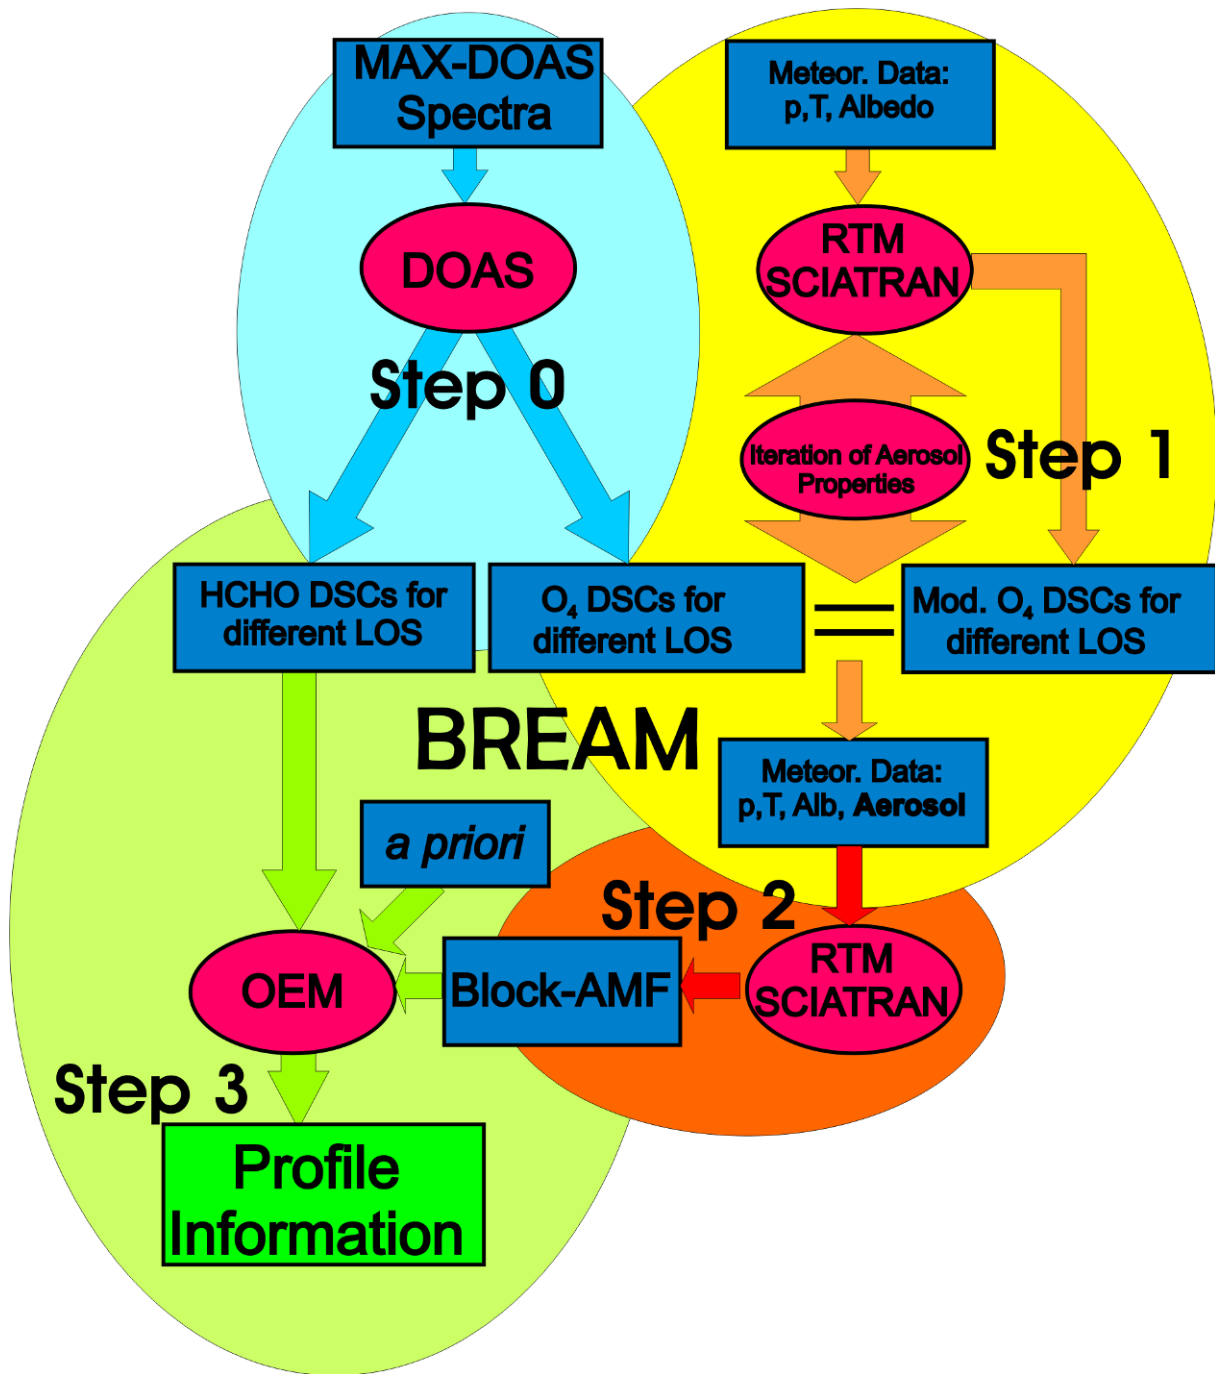 MAX-DOAS
Spectra
Meteor. Data:
p,T, Albedo
DOAS
RTM
SCIATRAN
Step 0
Iteration of Aerosol
Properties
Step 1
HCHO DSCs for
different LOS
O₄ DSCs for
different LOS
Mod. O₄ DSCs for
different LOS
BREAM
Meteor. Data:
p,T, Alb, Aerosol
a priori
Step 2
OEM
Block-AMF
RTM
SCIATRAN
Step 3
Profile
Information